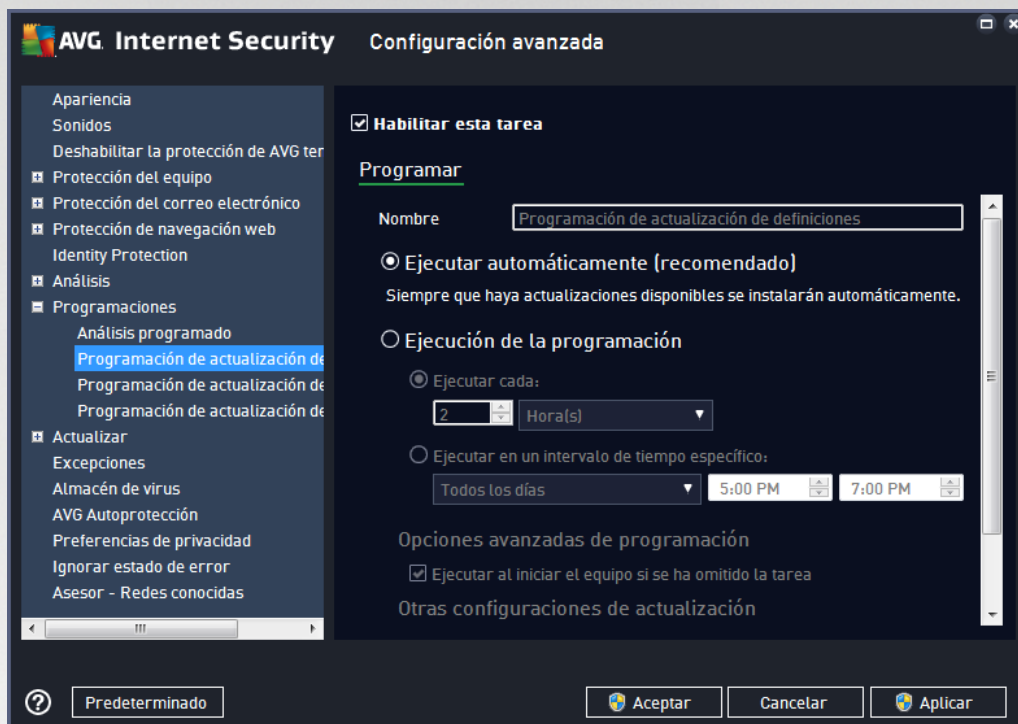 AVG. Internet Security
Configuración avanzada
Apariencia
Sonidos
Deshabilitar la protección de AVG ter
Protección del equipo
Protección del correo electrónico
Protección de navegación web
Identity Protection
Análisis
Programaciones
Análisis programado
Programación de actualización de
Programación de actualización de
Programación de actualización de
Actualizar
Excepciones
Almacén de virus
AVG Autoprotección
Preferencias de privacidad
Ignorar estado de error
Asesor - Redes conocidas
Habilitar esta tarea
Programar
Nombre Programación de actualización de definiciones
Ejecutar automáticamente (recomendado)
Siempre que haya actualizaciones disponibles se instalarán automáticamente.
Ejecución de la programación
Ejecutar cada:
2 Hora(s)
Ejecutar en un intervalo de tiempo específico:
Todos los días 5:00 PM 7:00 PM
Opciones avanzadas de programación
Ejecutar al iniciar el equipo si se ha omitido la tarea
Otras configuraciones de actualización
? Predeterminado Aceptar Cancelar Aplicar